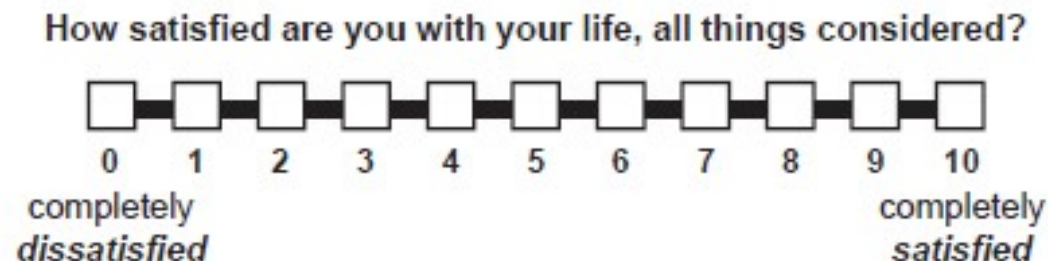 How satisfied are you with your life, all things considered?
0 1 2 3 4 5 6 7 8 9 10
completely completely
dissatisfied satisfied